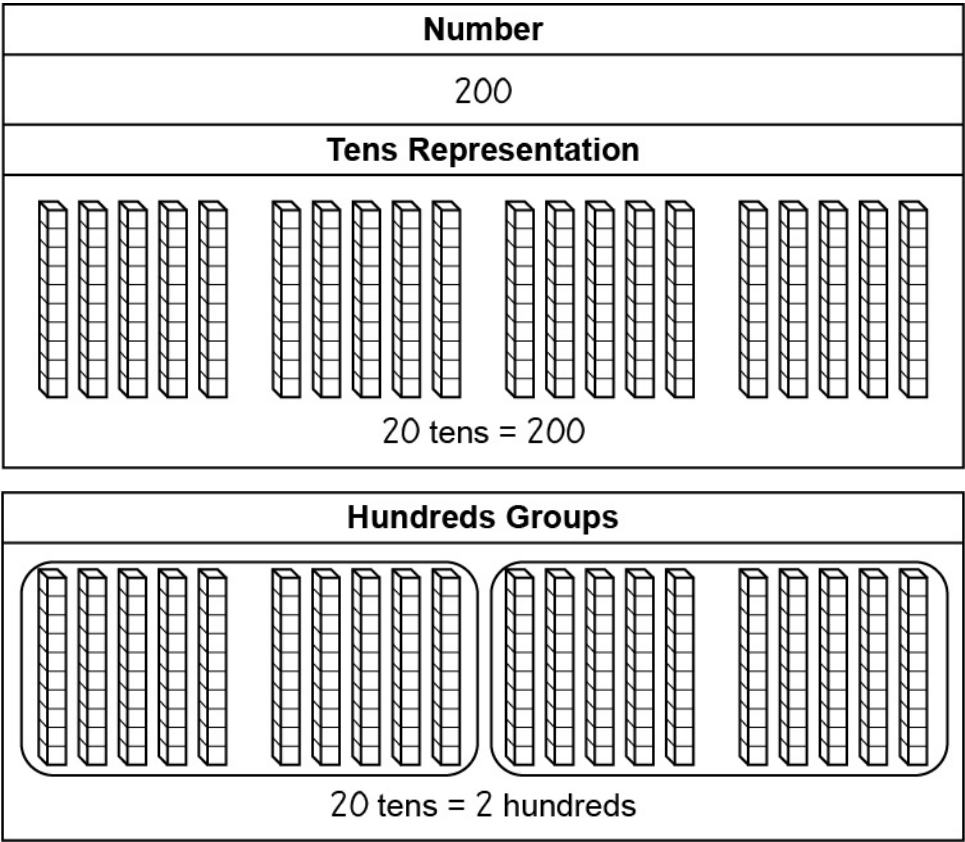 Number
200
Tens Representation
20 tens = 200
Hundreds Groups
20 tens = 2 hundreds